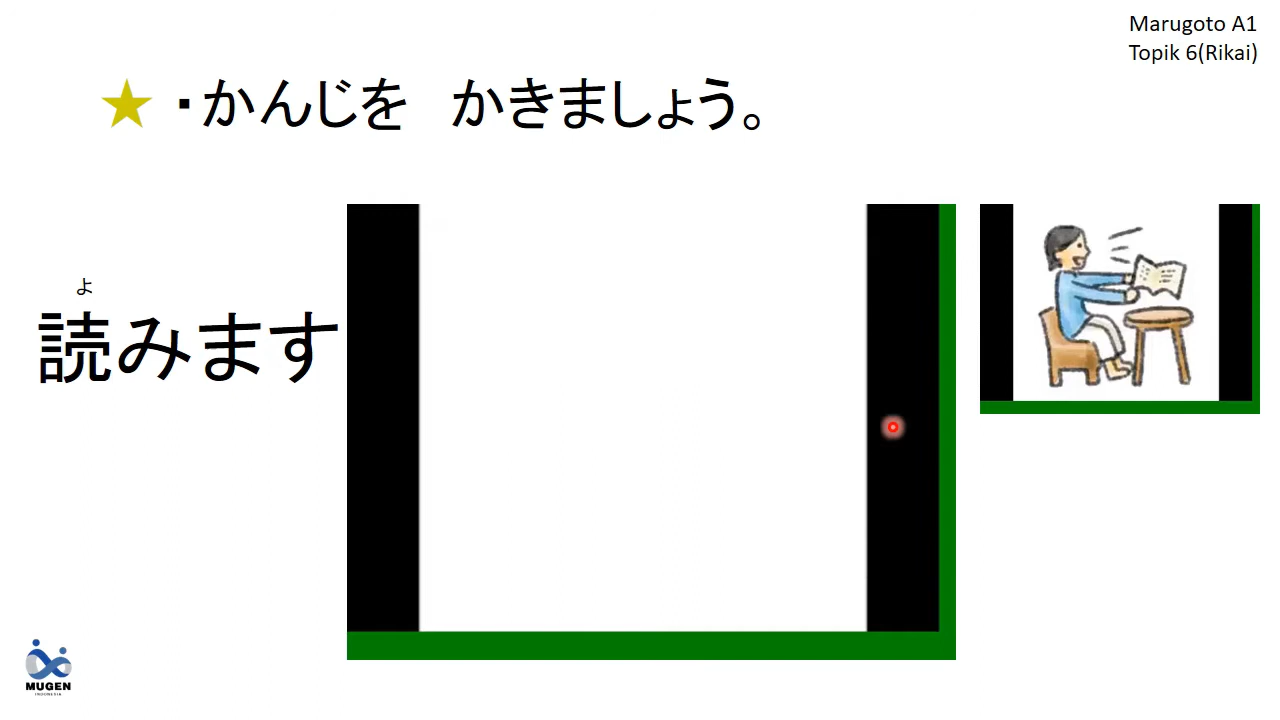 Marugoto A1
Topik 6(Rikai)
★・かんじを　かきましょう。
よ
読みます
MUGEN
INDONESIA